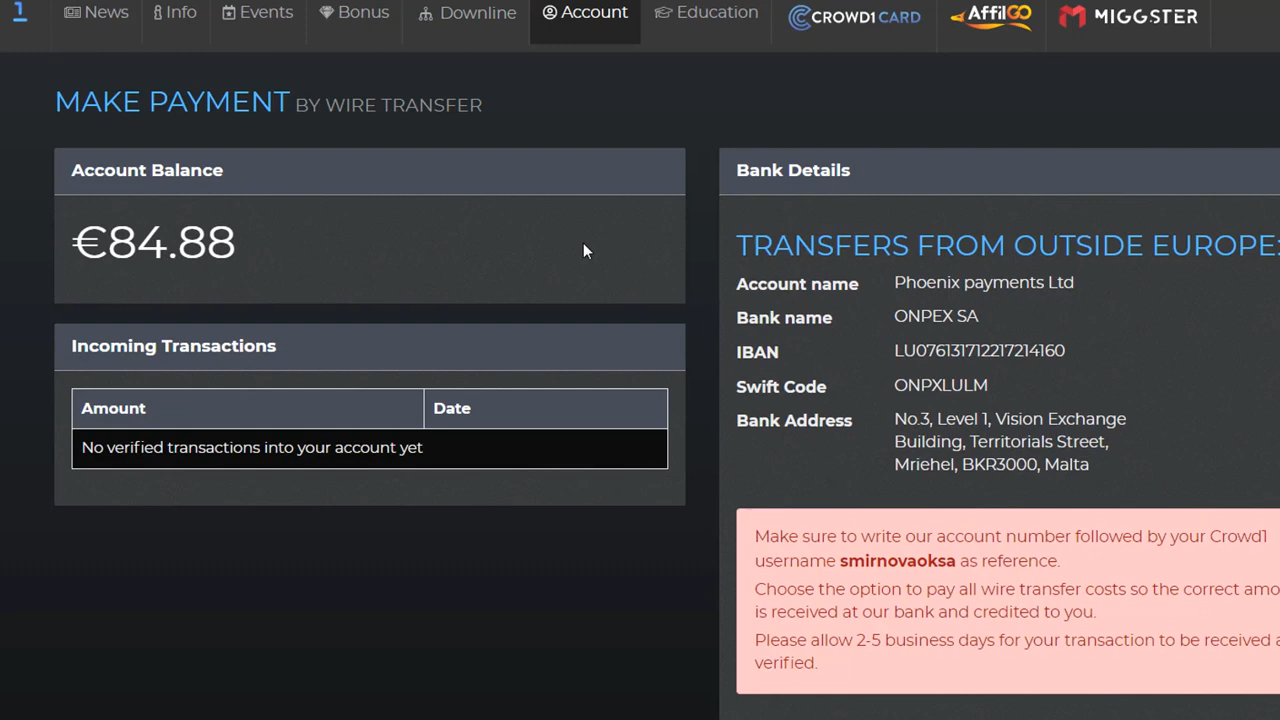 1
News
Info
Events
Bonus
Downline
Account
Education
CROWD1CARD
AffilGO
MIGGSTER
MAKE PAYMENT BY WIRE TRANSFER
Account Balance
€84.88
Incoming Transactions
Amount
Date
No verified transactions into your account yet
Bank Details
TRANSFERS FROM OUTSIDE EUROPE:
Account name
Phoenix payments Ltd
Bank name
ONPEX SA
IBAN
LU076131712217214160
Swift Code
ONPXLULM
Bank Address
No.3, Level 1, Vision Exchange
Building, Territorials Street,
Mriehel, BKR3000, Malta
Make sure to write our account number followed by your Crowd1
username smirnovaoksa as reference.
Choose the option to pay all wire transfer costs so the correct amo
is received at our bank and credited to you.
Please allow 2-5 business days for your transaction to be received a
verified.